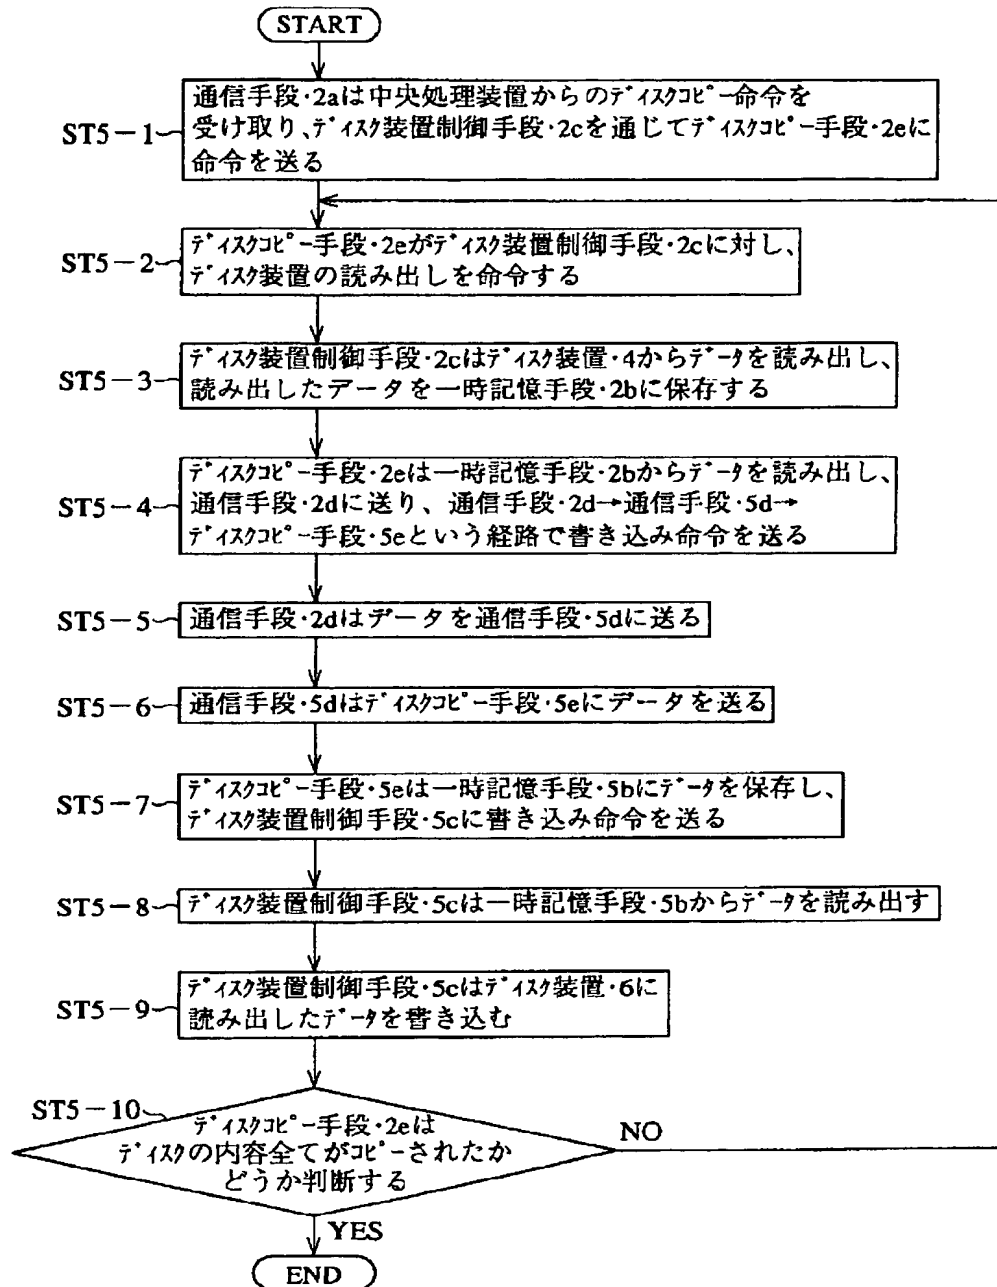 START
ST5-1
通信手段·2aは中央処理装置からのディスクコピー命令を
受け取り、ディスク装置制御手段·2cを通じてディスクコピー手段·2eに
命令を送る
ST5-2
ディスクコピー手段·2eがディスク装置制御手段·2cに対し、
ディスク装置の読み出しを命令する
ST5-3
ディスク装置制御手段·2cはディスク装置·4からデータを読み出し、
読み出したデータを一時記憶手段·2bに保存する
ST5-4
ディスクコピー手段·2eは一時記憶手段·2bからデータを読み出し、
通信手段·2dに送り、通信手段·2d→通信手段·5d→
ディスクコピー手段·5eという経路で書き込み命令を送る
ST5-5
通信手段·2dはデータを通信手段·5dに送る
ST5-6
通信手段·5dはディスクコピー手段·5eにデータを送る
ST5-7
ディスクコピー手段·5eは一時記憶手段·5bにデータを保存し、
ディスク装置制御手段·5cに書き込み命令を送る
ST5-8
ディスク装置制御手段·5cは一時記憶手段·5bからデータを読み出す
ST5-9
ディスク装置制御手段·5cはディスク装置·6に
読み出したデータを書き込む
ST5-10
ディスクコピー手段·2eは
ディスクの内容全てがコピーされたか
どうか判断する
NO
YES
END